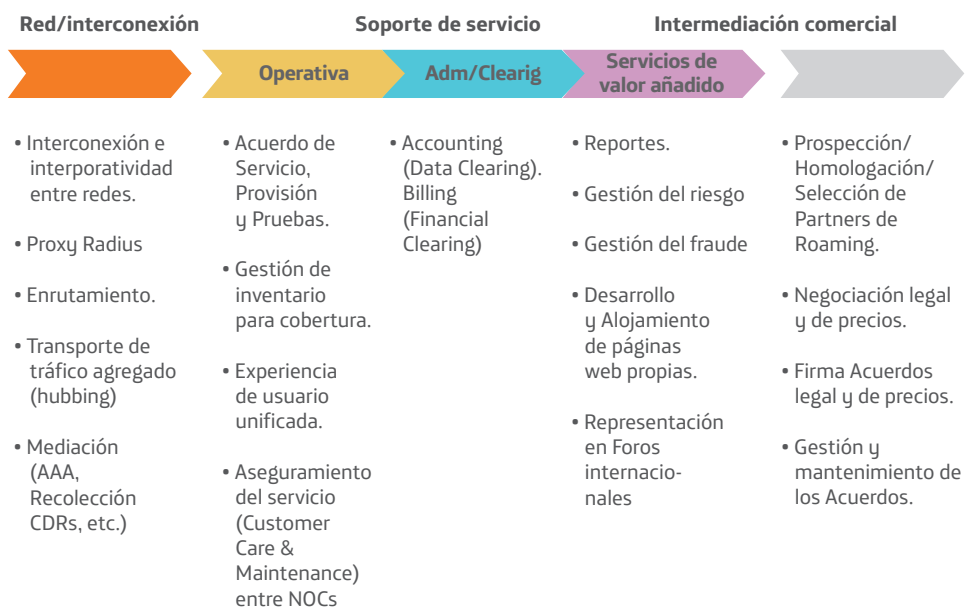 Red/interconexión
Soporte de servicio
Intermediación comercial
Operativa
Adm/Clearig
Servicios de
valor añadido
• Interconexión e
interporatividad
entre redes.
• Proxy Radius
• Enrutamiento.
• Transporte de
tráfico agregado
(hubbing)
• Mediación
(AAA,
Recolección
CDRs, etc.)
• Acuerdo de
Servicio,
Provisión
y Pruebas.
• Gestión de
inventario
para cobertura.
• Experiencia
de usuario
unificada.
• Aseguramiento
del servicio
(Customer
Care &
Maintenance)
entre NOCs
• Accounting
(Data Clearing).
Billing
(Financial
Clearing)
• Reportes.
• Gestión del riesgo
• Gestión del fraude
• Desarrollo
y Alojamiento
de páginas
web propias.
• Representación
en Foros
internacio-
nales
• Prospección/
Homologación/
Selección de
Partners de
Roaming.
• Negociación legal
y de precios.
• Firma Acuerdos
legal y de precios.
• Gestión y
mantenimiento de
los Acuerdos.